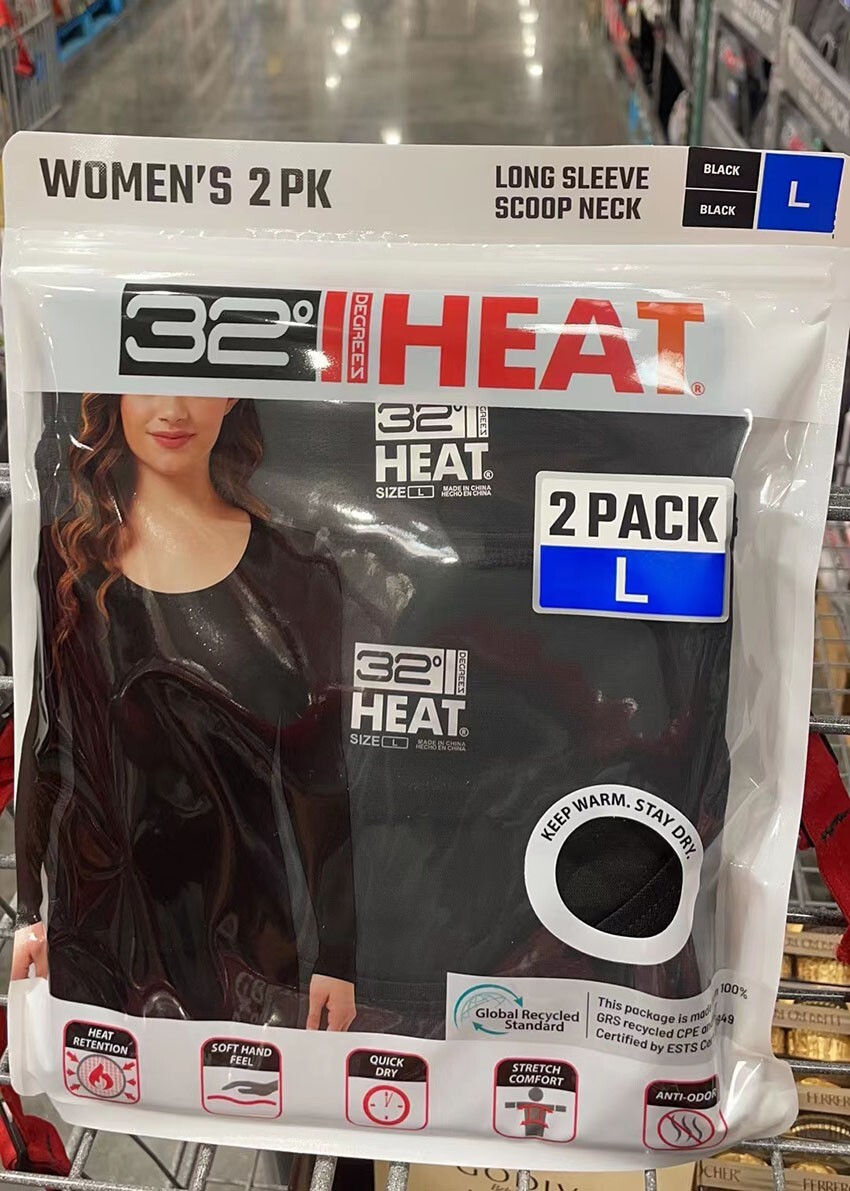 WOMEN'S 2 PK
LONG SLEEVE
SCOOP NECK
BLACK
BLACK
L
32° DEGREES HEAT®
32° DEGREES
HEAT®
SIZE L MADE IN CHINA
HECHO EN CHINA
2 PACK
L
32° DEGREES
HEAT®
SIZE L MADE IN CHINA
HECHO EN CHINA
KEEP WARM. STAY DRY.
Global Recycled
Standard
This package is made 100%
GRS recycled CPE
Certified by ESTS
HEAT
RETENTION
SOFT HAND
FEEL
QUICK
DRY
STRETCH
COMFORT
ANTI-ODOR
FERRER
FERRER